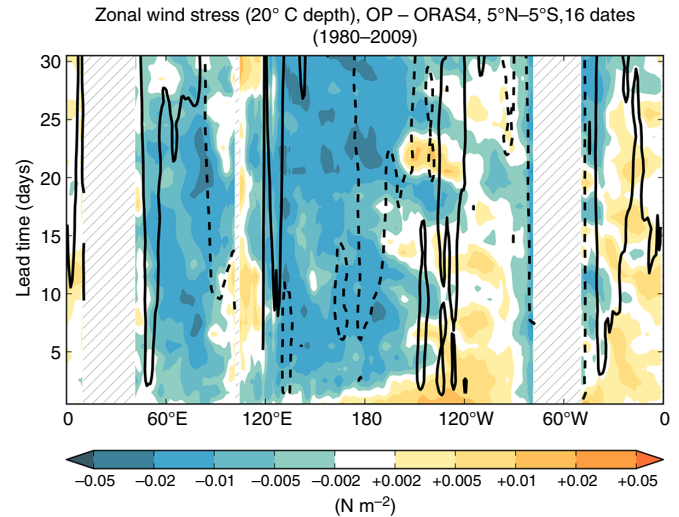 Zonal wind stress (20° C depth), OP – ORAS4, 5°N–5°S,16 dates
(1980–2009)
Lead time (days)
30
25
20
15
10
5
0 60°E 120°E 180 120°W 60°W 0
–0.05 –0.02 –0.01 –0.005 –0.002 +0.002 +0.005 +0.01 +0.02 +0.05
(N m⁻²)